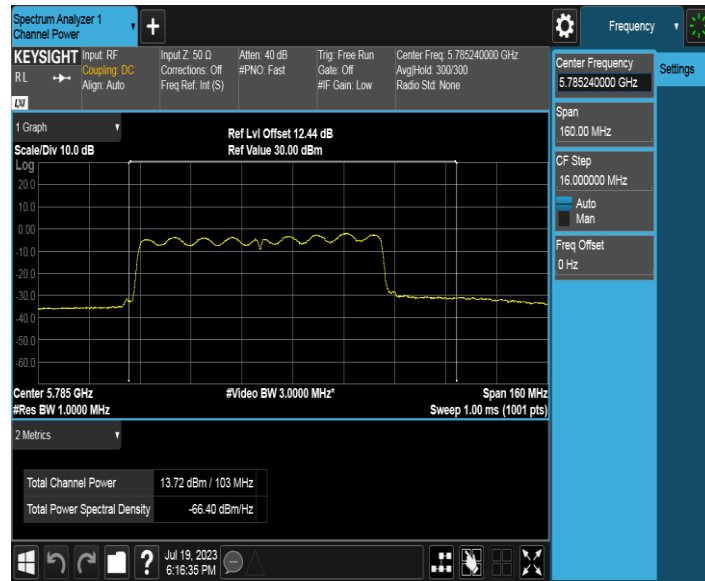 Spectrum Analyzer 1
Channel Power
Frequency
KEYSIGHT
RL
LXI
Input: RF
Coupling: DC
Align: Auto
Input Z: 50 Ω
Corrections: Off
Freq Ref: Int (S)
Atten: 40 dB
#PNO: Fast
Trig: Free Run
Gate: Off
#IF Gain: Low
Center Freq: 5.785240000 GHz
Avg|Hold: 300/300
Radio Std: None
Center Frequency
5.785240000 GHz
Settings
Span
160.00 MHz
CF Step
16.000000 MHz
Auto
Man
Freq Offset
0 Hz
1 Graph
Ref Lvl Offset 12.44 dB
Scale/Div 10.0 dB
Ref Value 30.00 dBm
Log
20.0
10.0
0.00
-10.0
-20.0
-30.0
-40.0
-50.0
-60.0
Center 5.785 GHz
#Video BW 3.0000 MHz*
Span 160 MHz
#Res BW 1.0000 MHz
Sweep 1.00 ms (1001 pts)
2 Metrics
Total Channel Power
13.72 dBm / 103 MHz
Total Power Spectral Density
-66.40 dBm/Hz
?
Jul 19, 2023
6:16:35 PM